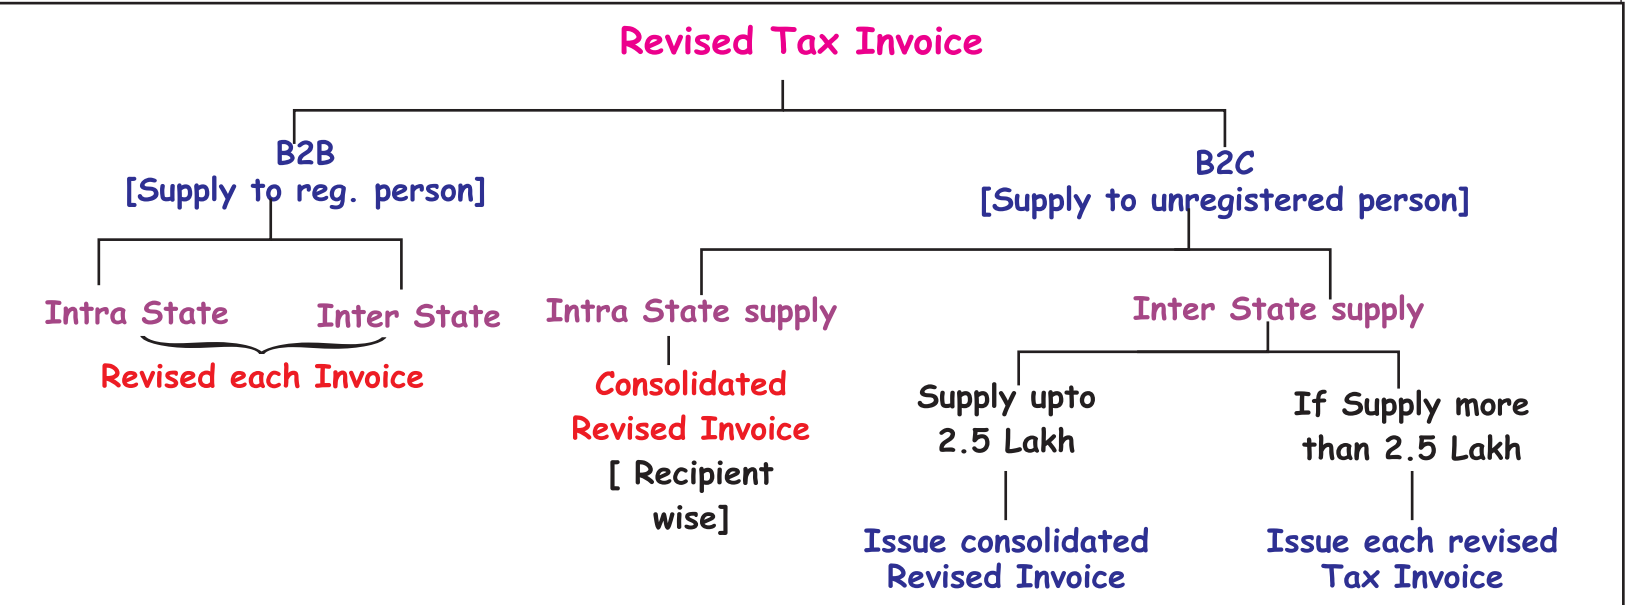 Revised Tax Invoice
B2B
[Supply to reg. person]
B2C
[Supply to unregistered person]
Intra State
Inter State
Revised each Invoice
Intra State supply
Consolidated
Revised Invoice
[ Recipient
wise]
Inter State supply
Supply upto
2.5 Lakh
Issue consolidated
Revised Invoice
If Supply more
than 2.5 Lakh
Issue each revised
Tax Invoice